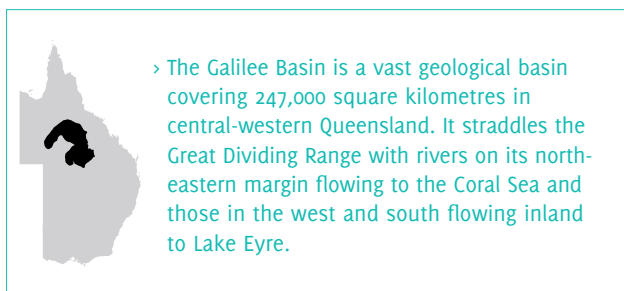 › The Galilee Basin is a vast geological basin
covering 247,000 square kilometres in
central-western Queensland. It straddles the
Great Dividing Range with rivers on its north-
eastern margin flowing to the Coral Sea and
those in the west and south flowing inland
to Lake Eyre.